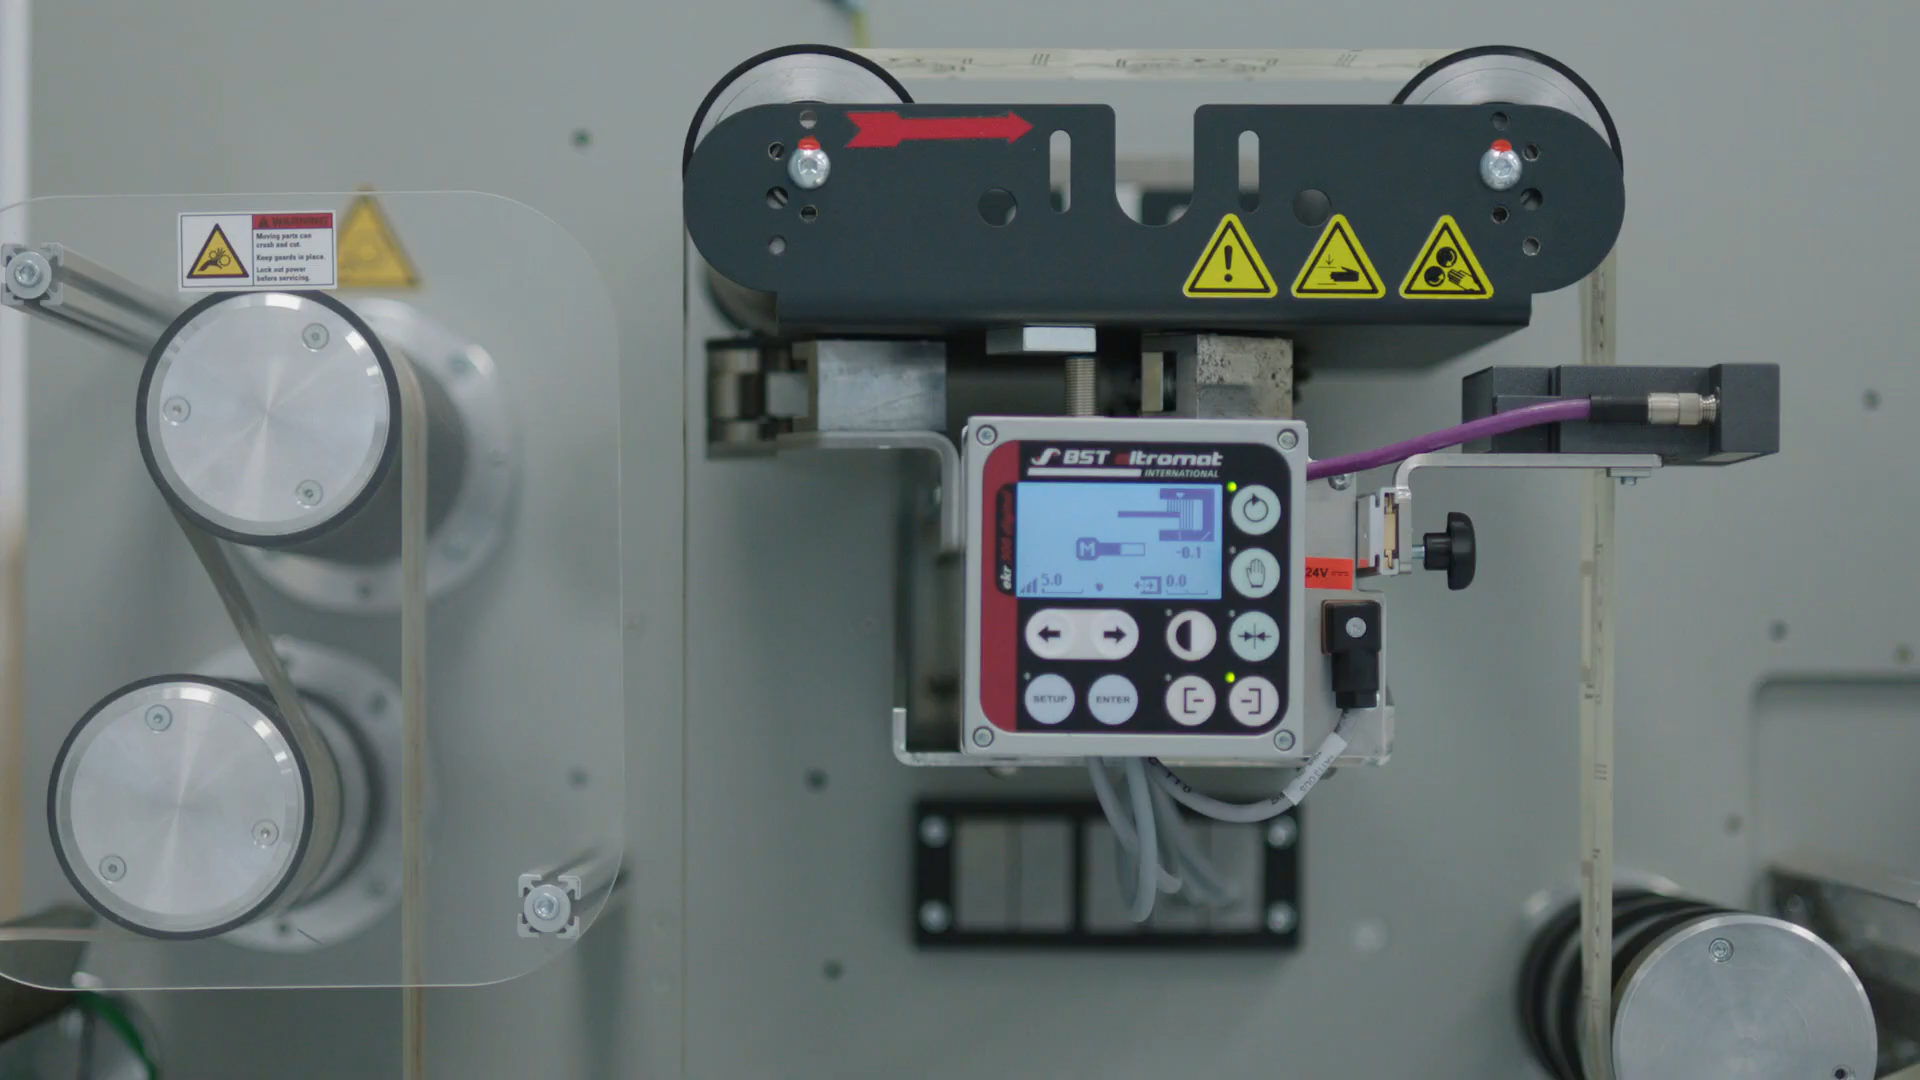 WARNING
Moving parts can
crush and cut.
Keep guards in place.
Lock out power
before servicing.
BST eltromat
INTERNATIONAL
ekr 500 digital
M
-0.1
5.0
0.0
24V
SETUP
ENTER